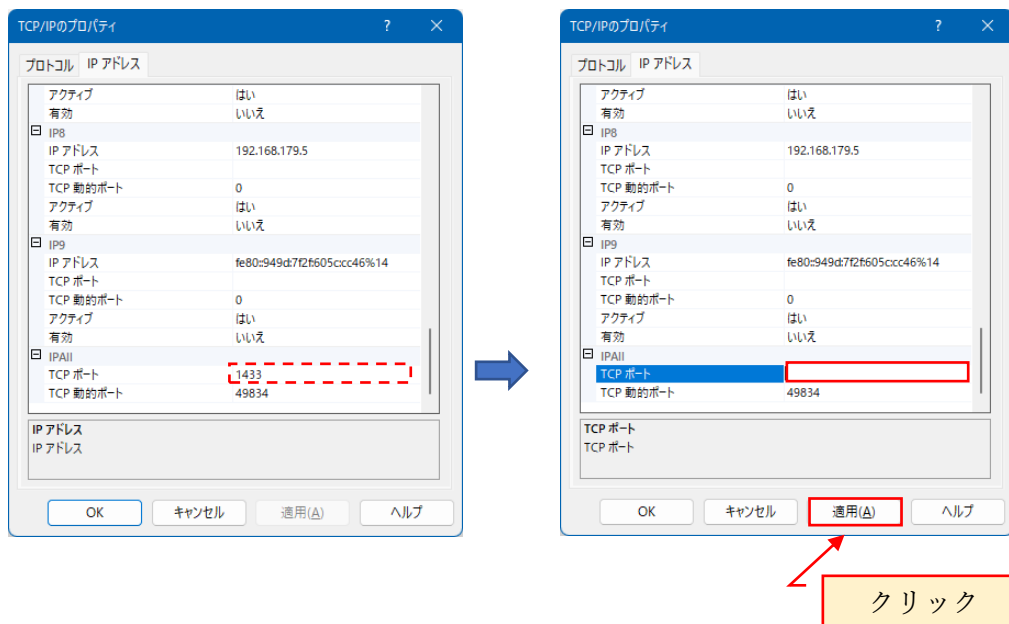 TCP/IPのプロパティ ? ×
プロトコル IP アドレス
アクティブ はい
有効 いいえ
IP8
IP アドレス 192.168.179.5
TCP ポート
TCP 動的ポート 0
アクティブ はい
有効 いいえ
IP9
IP アドレス fe80::949d:7f2f:605c:cc46%14
TCP ポート
TCP 動的ポート 0
アクティブ はい
有効 いいえ
IPAll
TCP ポート 1433
TCP 動的ポート 49834
IP アドレス
IP アドレス
OK キャンセル 適用(A) ヘルプ
TCP/IPのプロパティ ? ×
プロトコル IP アドレス
アクティブ はい
有効 いいえ
IP8
IP アドレス 192.168.179.5
TCP ポート
TCP 動的ポート 0
アクティブ はい
有効 いいえ
IP9
IP アドレス fe80::949d:7f2f:605c:cc46%14
TCP ポート
TCP 動的ポート 0
アクティブ はい
有効 いいえ
IPAll
TCP ポート
TCP 動的ポート 49834
TCP ポート
TCP ポート
OK キャンセル 適用(A) ヘルプ
クリック